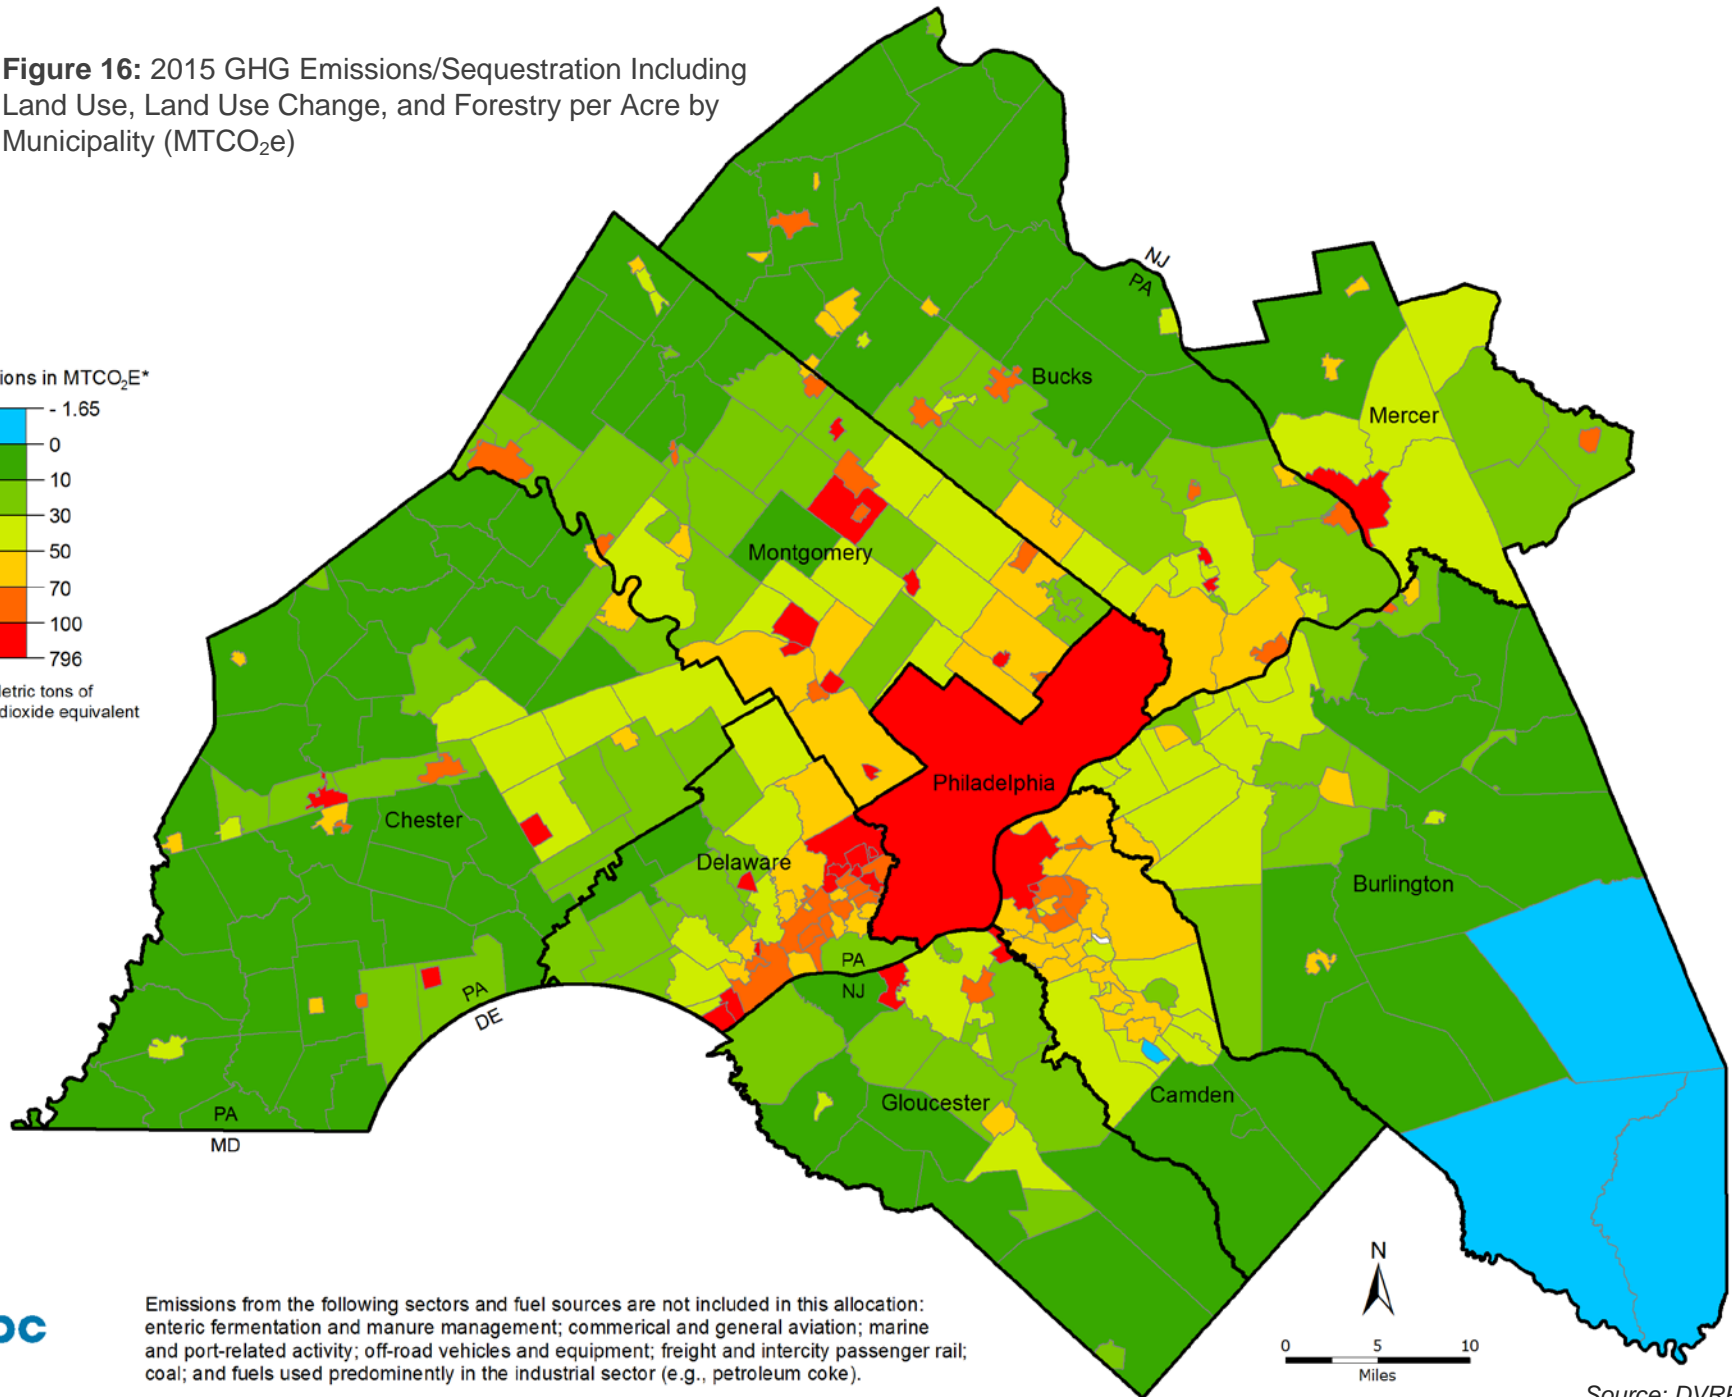 Figure 16: 2015 GHG Emissions/Sequestration Including
Land Use, Land Use Change, and Forestry per Acre by
Municipality (MTCO₂e)
NJ
PA
ions in MTCO₂E*
- 1.65
0
10
30
50
70
100
796
etric tons of
dioxide equivalent
Bucks
Mercer
Montgomery
Philadelphia
Chester
Delaware
Burlington
PA
NJ
PA
DE
Gloucester
Camden
PA
MD
N
0 5 10
Miles
oc
Emissions from the following sectors and fuel sources are not included in this allocation:
enteric fermentation and manure management; commerical and general aviation; marine
and port-related activity; off-road vehicles and equipment; freight and intercity passenger rail;
coal; and fuels used predominently in the industrial sector (e.g., petroleum coke).
Source: DVR